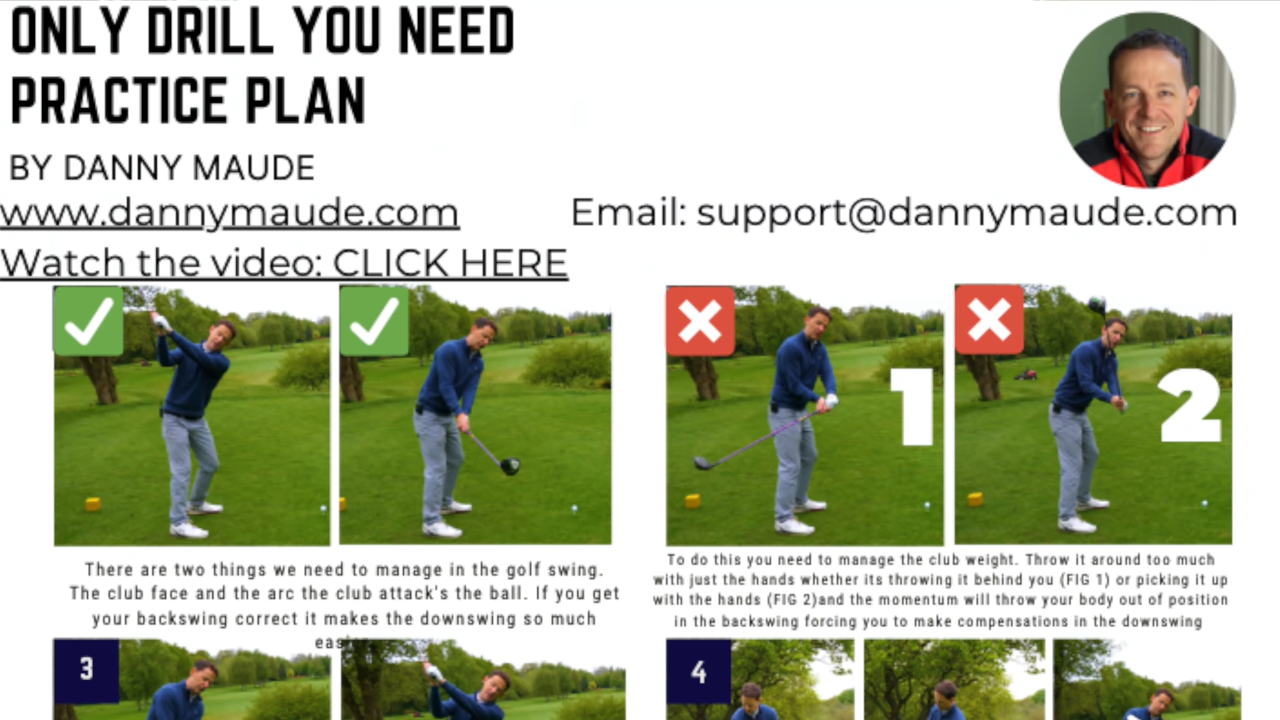 ONLY DRILL YOU NEED
PRACTICE PLAN
BY DANNY MAUDE
www.dannymaude.com
Email: support@dannymaude.com
Watch the video: CLICK HERE
1
2
There are two things we need to manage in the golf swing.
The club face and the arc the club attack's the ball. If you get
your backswing correct it makes the downswing so much
To do this you need to manage the club weight. Throw it around too much
with just the hands whether its throwing it behind you (FIG 1) or picking it up
with the hands (FIG 2)and the momentum will throw your body out of position
in the backswing forcing you to make compensations in the downswing
3
4